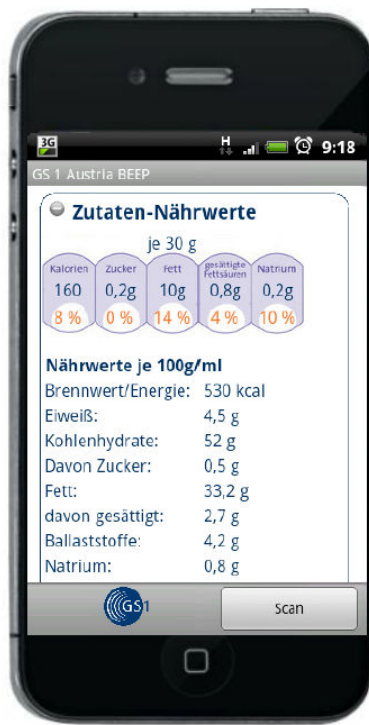 3G
H
9:18
GS 1 Austria BEEP
Zutaten-Nährwerte
je 30 g
Kalorien Zucker Fett gesättigte Fettsäuren Natrium
160 0,2g 10g 0,8g 0,2g
8 % 0 % 14 % 4 % 10 %
Nährwerte je 100g/ml
Brennwert/Energie: 530 kcal
Eiweiß: 4,5 g
Kohlenhydrate: 52 g
Davon Zucker: 0,5 g
Fett: 33,2 g
davon gesättigt: 2,7 g
Ballaststoffe: 4,2 g
Natrium: 0,8 g
GS1
Scan